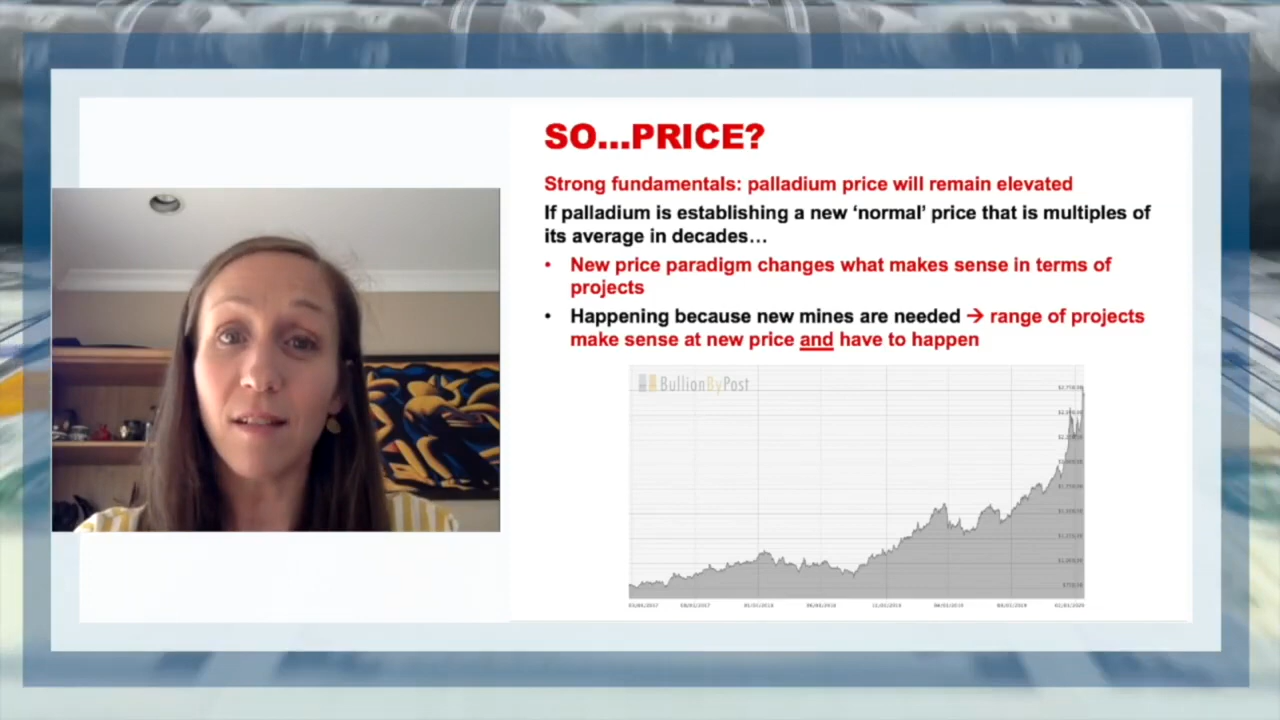 SO...PRICE?
Strong fundamentals: palladium price will remain elevated
If palladium is establishing a new ‘normal’ price that is multiples of
its average in decades…
• New price paradigm changes what makes sense in terms of
projects
• Happening because new mines are needed → range of projects
make sense at new price and have to happen
BullionByPost